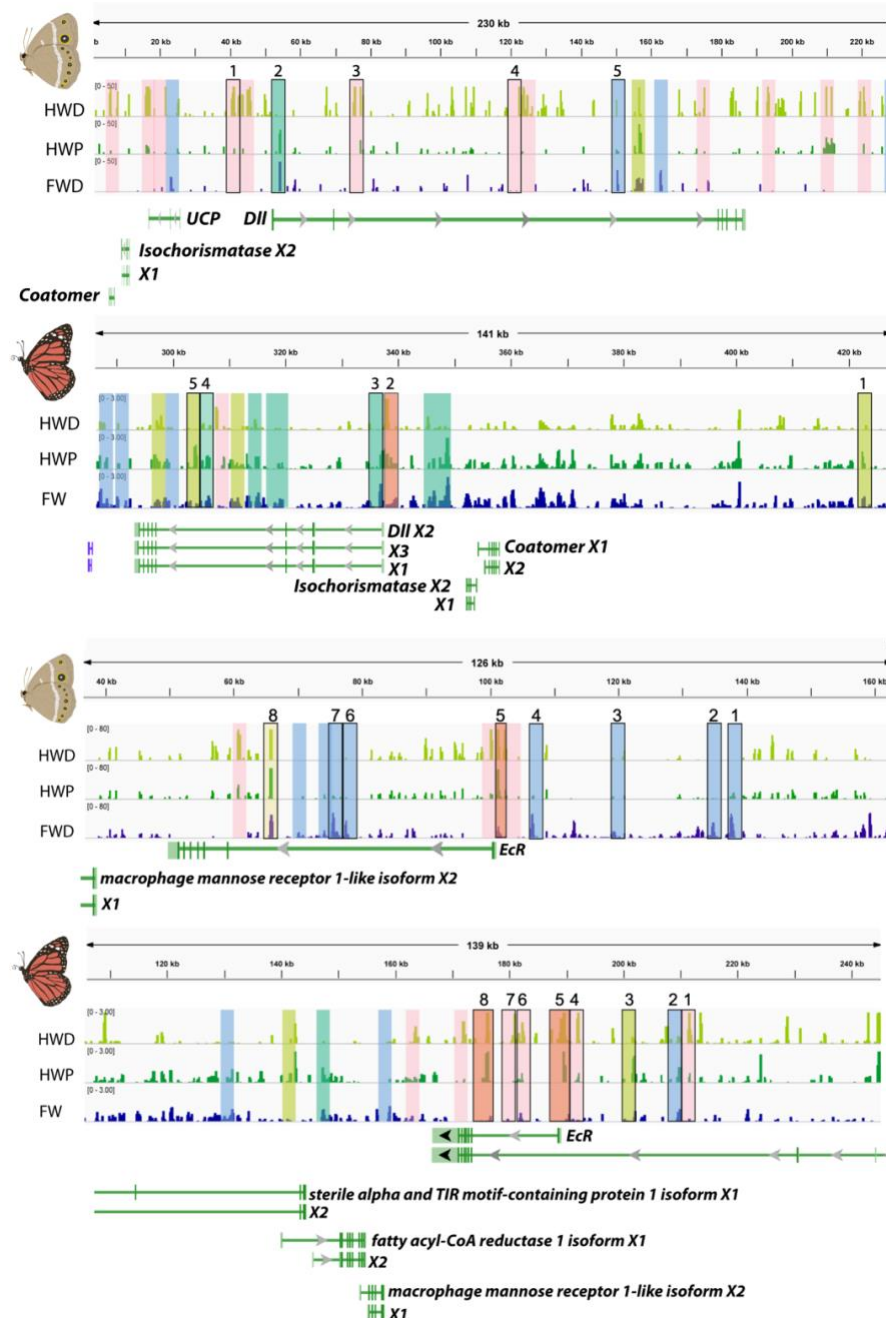 230 kb
b 20 kb 40 kb 60 kb 80 kb 100 kb 120 kb 140 kb 160 kb 180 kb 200 kb 220 kb
1 2 3 4 5
[0 - 50]
HWD
[0 - 50]
HWP
[0 - 50]
FWD
UCP Dll
Isochorismatase X2
X1
Coatomer
141 kb
300 kb 320 kb 340 kb 360 kb 380 kb 400 kb 420 kb
5 4 3 2 1
[0 - 3.00]
HWD
[0 - 3.00]
HWP
[0 - 3.00]
FW
Dll X2
X3 Coatomer X1
X1 X2
Isochorismatase X2
X1
126 kb
40 kb 60 kb 80 kb 100 kb 120 kb 140 kb 160 kb
8 7 6 5 4 3 2 1
[0 - 80]
HWD
[0 - 80]
HWP
[0 - 80]
FWD
EcR
macrophage mannose receptor 1-like isoform X2
X1
139 kb
120 kb 140 kb 160 kb 180 kb 200 kb 220 kb 240 kb
8 7 6 5 4 3 2 1
[0 - 3.00]
HWD
[0 - 3.00]
HWP
[0 - 3.00]
FW
EcR
sterile alpha and TIR motif-containing protein 1 isoform X1
X2
fatty acyl-CoA reductase 1 isoform X1
X2
macrophage mannose receptor 1-like isoform X2
X1